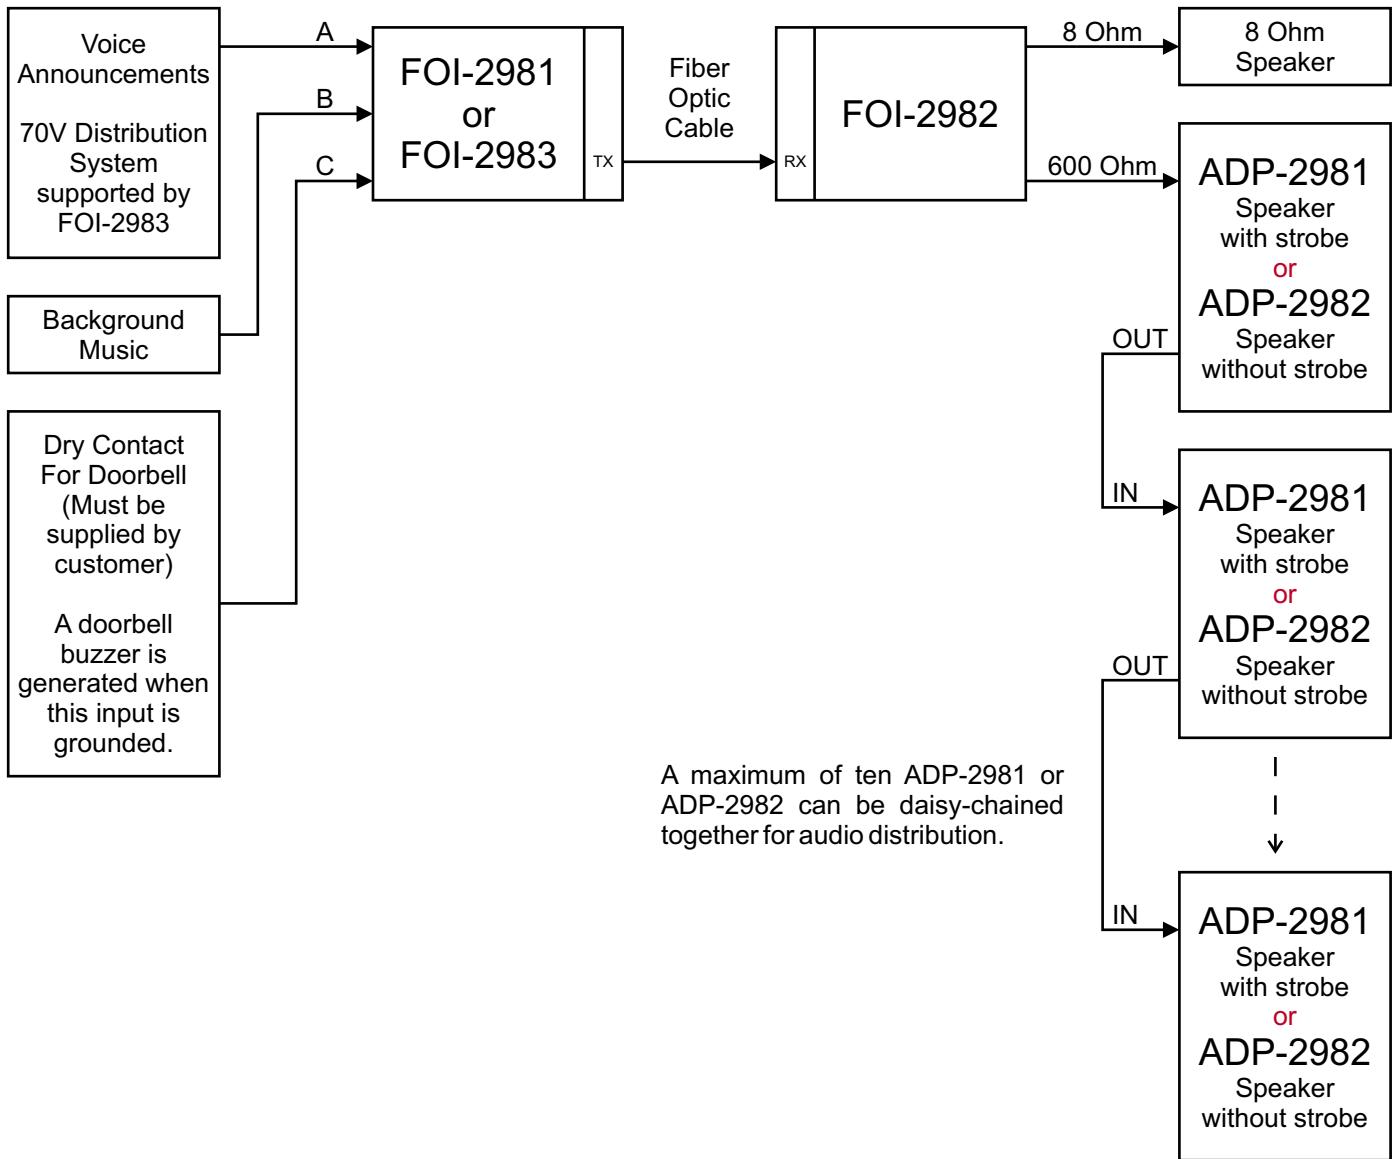 Voice
Announcements
70V Distribution
System
supported by
FOI-2983
Background
Music
Dry Contact
For Doorbell
(Must be
supplied by
customer)
A doorbell
buzzer is
generated when
this input is
grounded.
A
B
C
FOI-2981
or
FOI-2983
TX
Fiber
Optic
Cable
RX
FOI-2982
8 Ohm
600 Ohm
8 Ohm
Speaker
ADP-2981
Speaker
with strobe
or
ADP-2982
Speaker
without strobe
OUT
IN
ADP-2981
Speaker
with strobe
or
ADP-2982
Speaker
without strobe
OUT
IN
A maximum of ten ADP-2981 or
ADP-2982 can be daisy-chained
together for audio distribution.
ADP-2981
Speaker
with strobe
or
ADP-2982
Speaker
without strobe